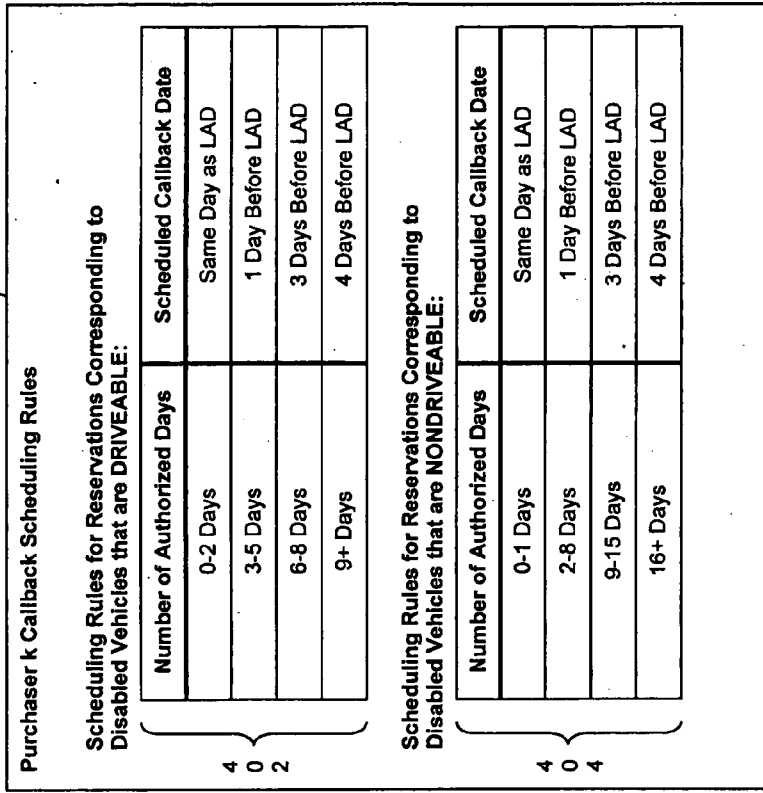 Purchaser k Callback Scheduling Rules
Scheduling Rules for Reservations Corresponding to
Disabled Vehicles that are DRIVEABLE:
Number of Authorized Days Scheduled Callback Date
0-2 Days Same Day as LAD
3-5 Days 1 Day Before LAD
6-8 Days 3 Days Before LAD
9+ Days 4 Days Before LAD
402
Scheduling Rules for Reservations Corresponding to
Disabled Vehicles that are NONDRIVEABLE:
Number of Authorized Days Scheduled Callback Date
0-1 Days Same Day as LAD
2-8 Days 1 Day Before LAD
9-15 Days 3 Days Before LAD
16+ Days 4 Days Before LAD
404